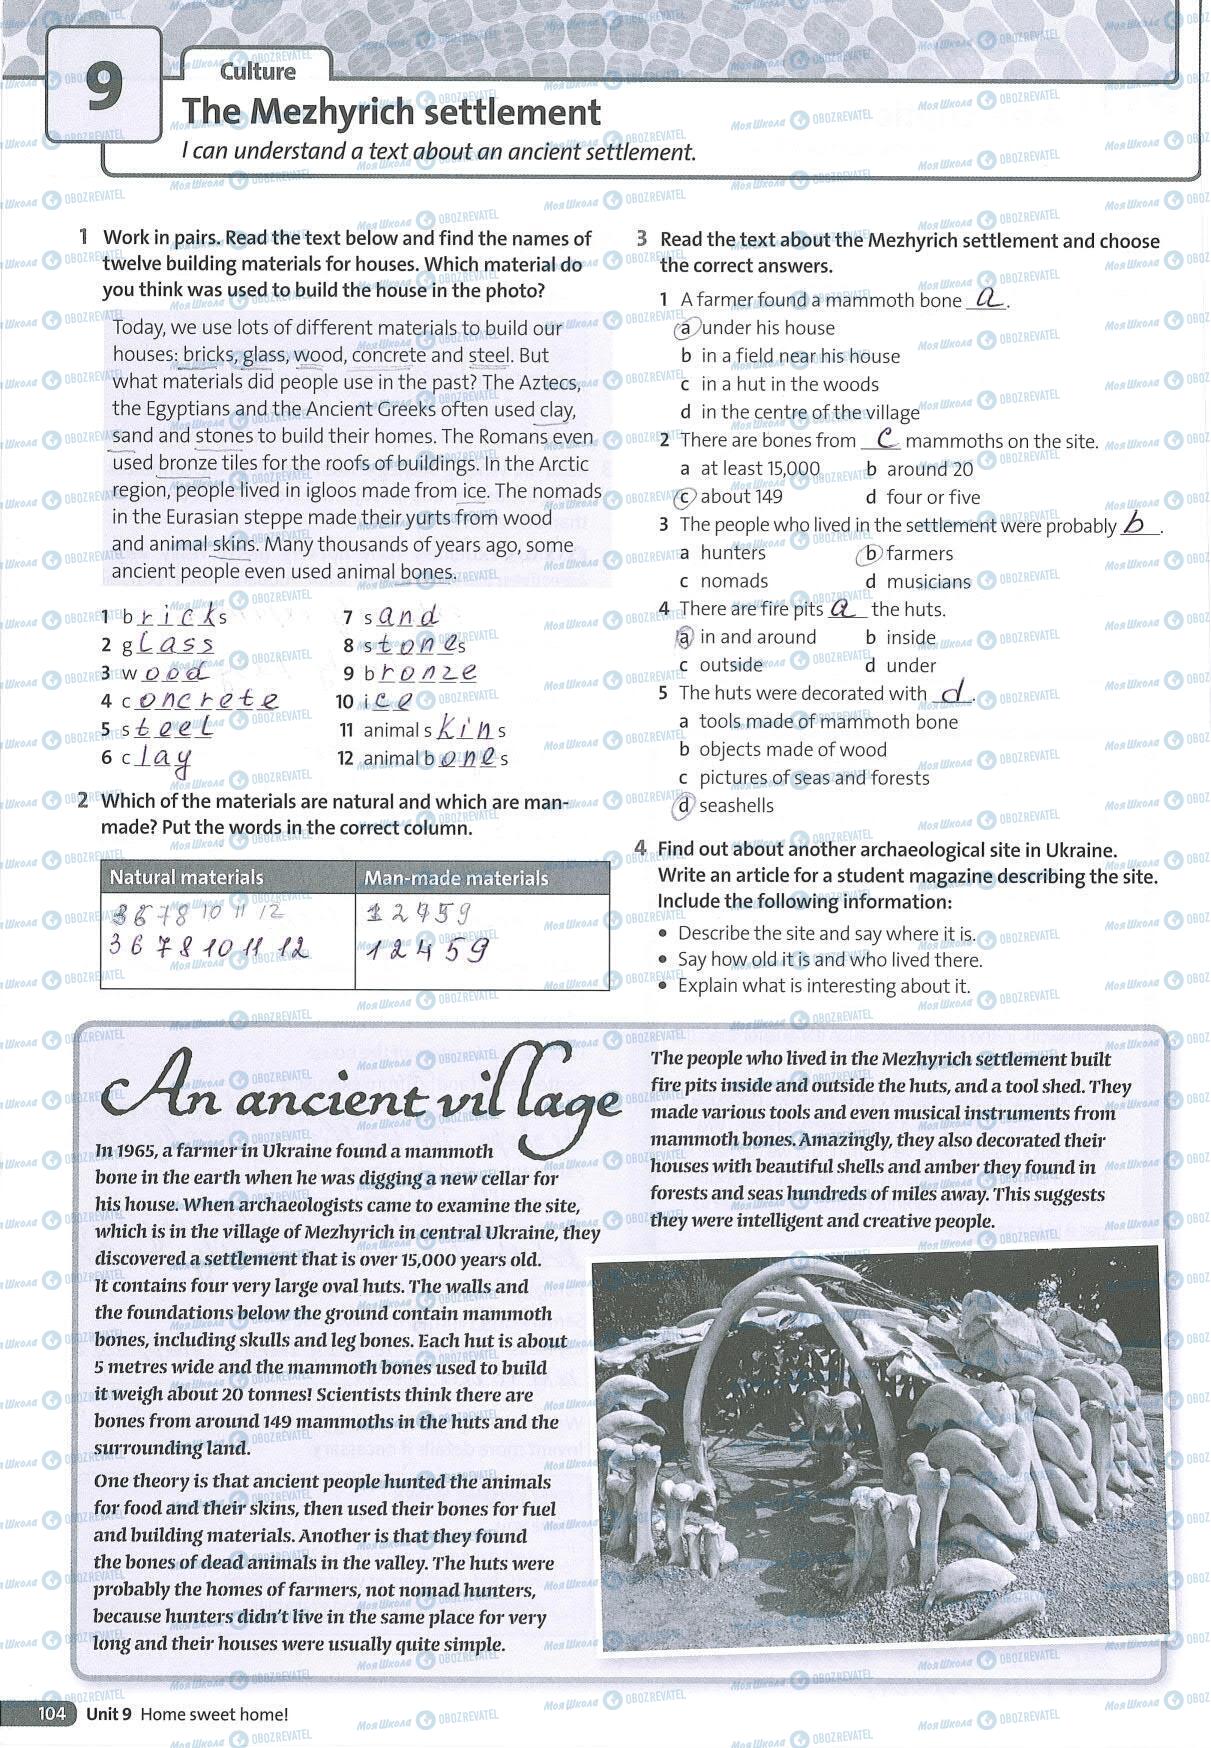 9
Culture
The Mezhyrich settlement
I can understand a text about an ancient settlement.
1 Work in pairs. Read the text below and find the names of
twelve building materials for houses. Which material do
you think was used to build the house in the photo?
Today, we use lots of different materials to build our
houses: bricks, glass, wood, concrete and steel. But
what materials did people use in the past? The Aztecs,
the Egyptians and the Ancient Greeks often used clay,
sand and stones to build their homes. The Romans even
used bronze tiles for the roofs of buildings. In the Arctic
region, people lived in igloos made from ice. The nomads
in the Eurasian steppe made their yurts from wood
and animal skins. Many thousands of years ago, some
ancient people even used animal bones.
1 bricks
2 glass
3 wood
4 concrete
5 steel
6 clay
7 sand
8 stones
9 bronze
10 ice
11 animal skins
12 animal bones
2 Which of the materials are natural and which are man-
made? Put the words in the correct column.
Natural materials
Man-made materials
3 6 7 8 10 11 12
3 6 7 8 10 11 12
1 2 4 5 9
1 2 4 5 9
3 Read the text about the Mezhyrich settlement and choose
the correct answers.
1 A farmer found a mammoth bone a.
a under his house
b in a field near his house
c in a hut in the woods
d in the centre of the village
2 There are bones from c mammoths on the site.
a at least 15,000 b around 20
c about 149 d four or five
3 The people who lived in the settlement were probably b.
a hunters b farmers
c nomads d musicians
4 There are fire pits a the huts.
a in and around b inside
c outside d under
5 The huts were decorated with d.
a tools made of mammoth bone
b objects made of wood
c pictures of seas and forests
d seashells
4 Find out about another archaeological site in Ukraine.
Write an article for a student magazine describing the site.
Include the following information:
• Describe the site and say where it is.
• Say how old it is and who lived there.
• Explain what is interesting about it.
An ancient village
In 1965, a farmer in Ukraine found a mammoth
bone in the earth when he was digging a new cellar for
his house. When archaeologists came to examine the site,
which is in the village of Mezhyrich in central Ukraine, they
discovered a settlement that is over 15,000 years old.
It contains four very large oval huts. The walls and
the foundations below the ground contain mammoth
bones, including skulls and leg bones. Each hut is about
5 metres wide and the mammoth bones used to build
it weigh about 20 tonnes! Scientists think there are
bones from around 149 mammoths in the huts and the
surrounding land.
One theory is that ancient people hunted the animals
for food and their skins, then used their bones for fuel
and building materials. Another is that they found
the bones of dead animals in the valley. The huts were
probably the homes of farmers, not nomad hunters,
because hunters didn't live in the same place for very
long and their houses were usually quite simple.
The people who lived in the Mezhyrich settlement built
fire pits inside and outside the huts, and a tool shed. They
made various tools and even musical instruments from
mammoth bones. Amazingly, they also decorated their
houses with beautiful shells and amber they found in
forests and seas hundreds of miles away. This suggests
they were intelligent and creative people.
104 Unit 9 Home sweet home!
Моя Школа OBOZREVATEL